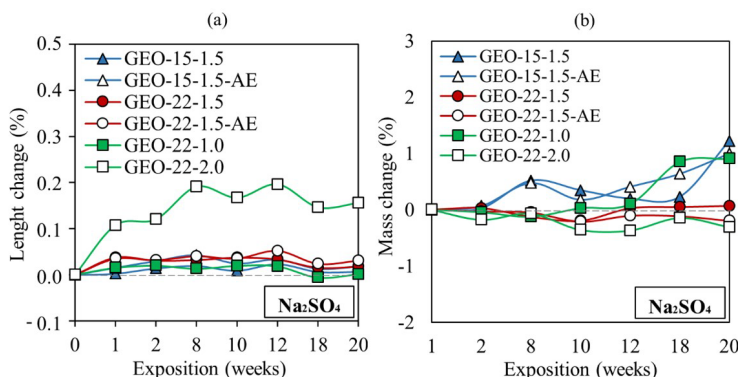 (a)
0.5
0.4
0.3
0.2
0.1
0.0
- 0.1
Lenght change (%)
GEO-15-1.5
GEO-15-1.5-AE
GEO-22-1.5
GEO-22-1.5-AE
GEO-22-1.0
GEO-22-2.0
Na₂SO₄
0 1 2 8 10 12 18 20
Exposition (weeks)
(b)
3
2
1
0
-1
-2
Mass change (%)
GEO-15-1.5
GEO-15-1.5-AE
GEO-22-1.5
GEO-22-1.5-AE
GEO-22-1.0
GEO-22-2.0
Na₂SO₄
1 2 8 10 12 18 20
Exposition (weeks)